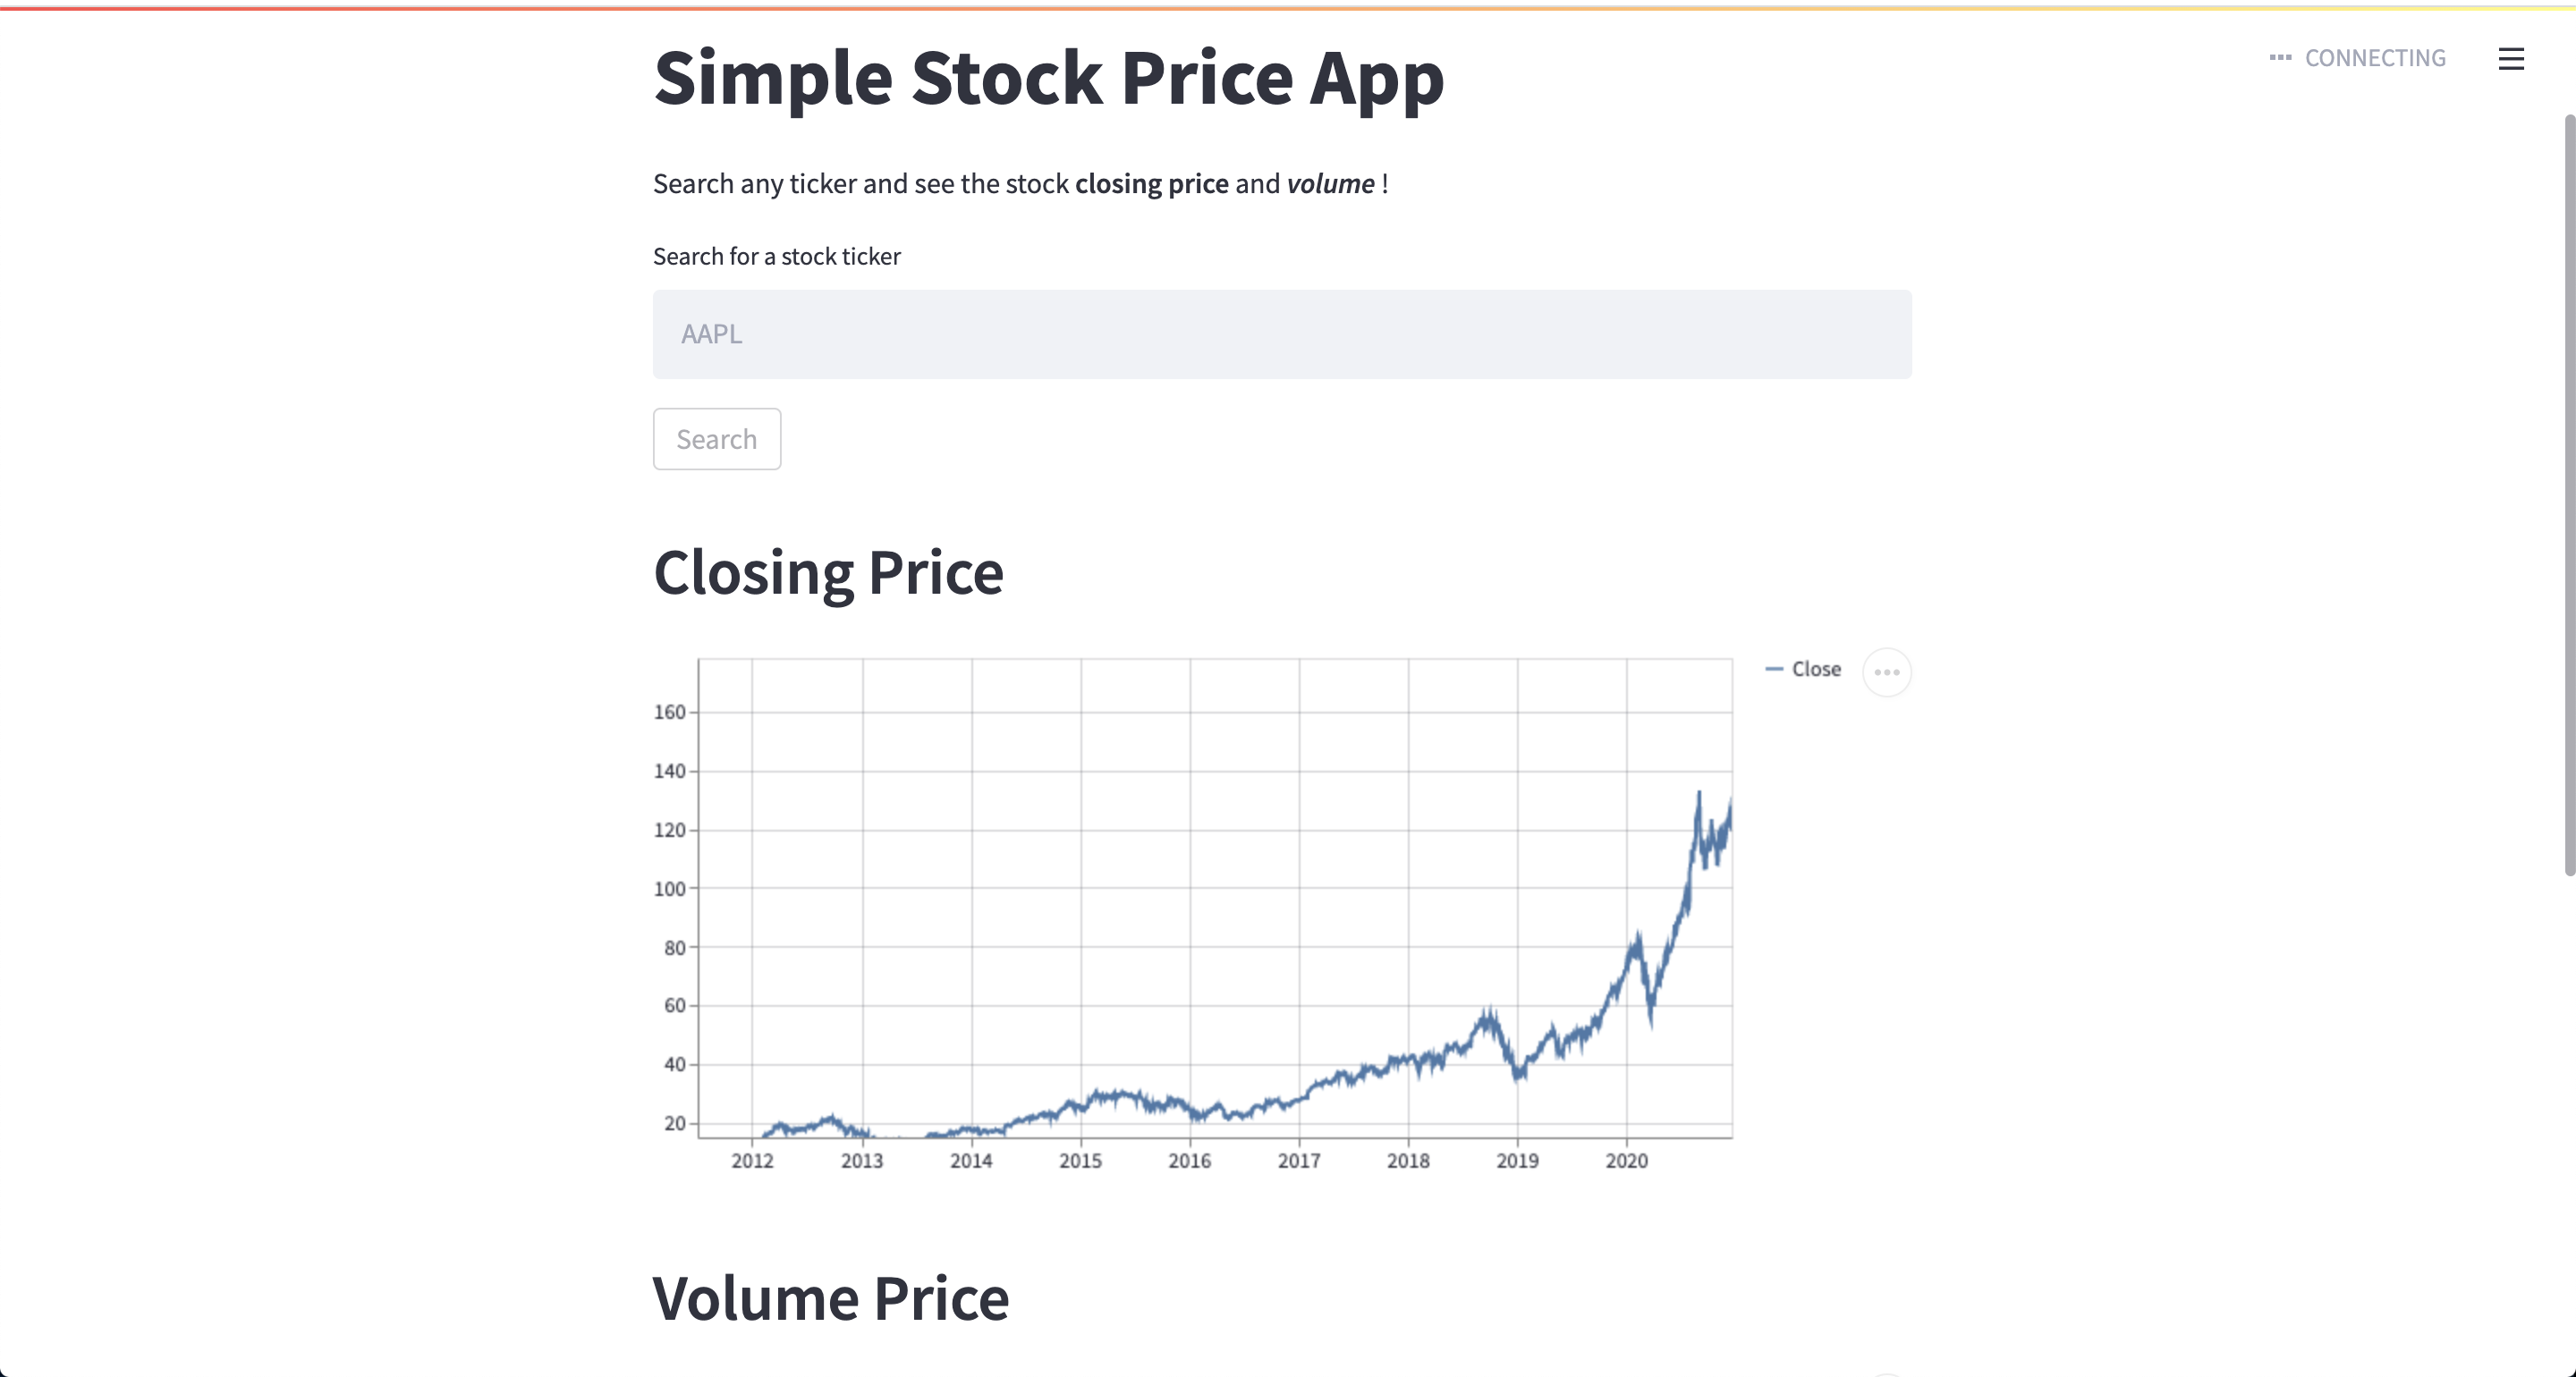 Simple Stock Price App
CONNECTING
Search any ticker and see the stock closing price and volume !
Search for a stock ticker
AAPL
Search
Closing Price
Close
160
140
120
100
80
60
40
20
2012 2013 2014 2015 2016 2017 2018 2019 2020
Volume Price